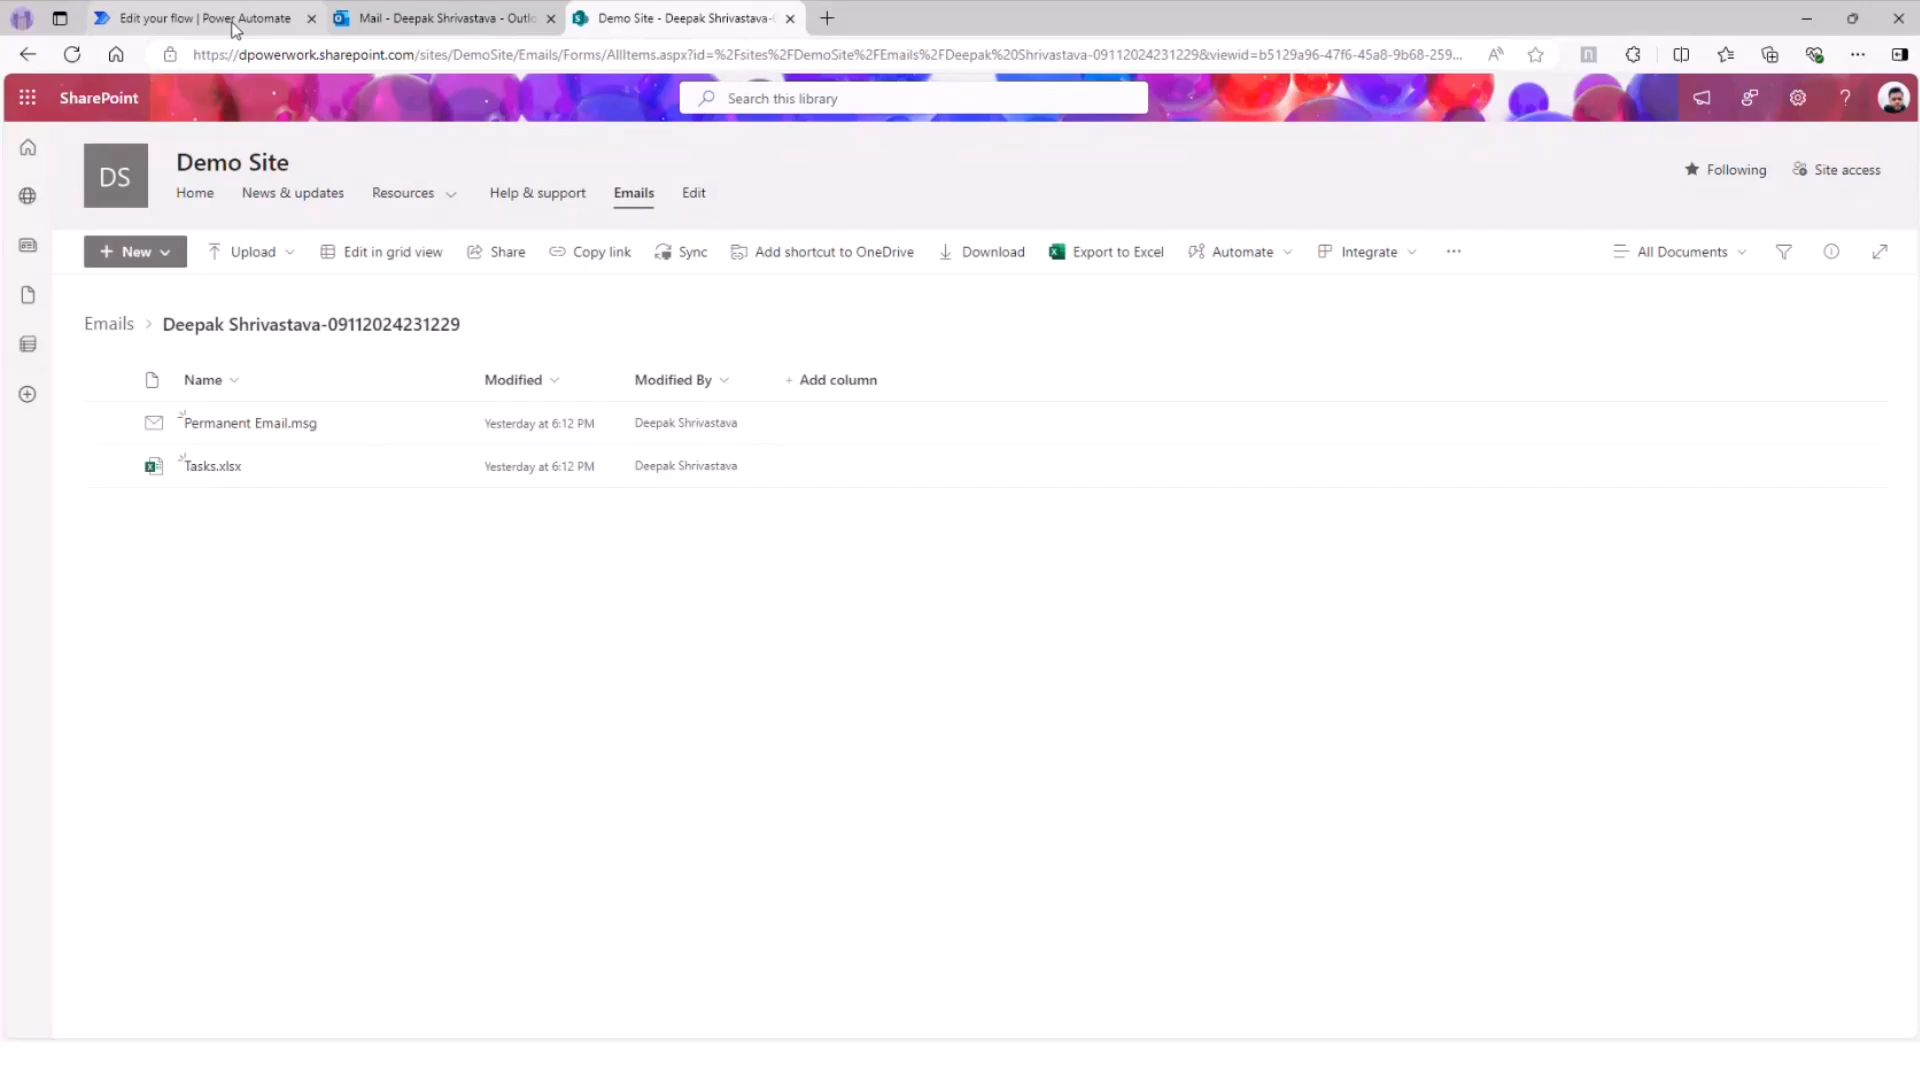 Edit your flow | Power Automate
Mail - Deepak Shrivastava - Outlo
Demo Site - Deepak Shrivastava-
https://dpowerwork.sharepoint.com/sites/DemoSite/Emails/Forms/AllItems.aspx?id=%2Fsites%2FDemoSite%2FEmails%2FDeepak%20Shrivastava-09112024231229&viewid=b5129a96-47f6-45a8-9b68-259...
SharePoint
Search this library
DS
Demo Site
Following
Site access
Home
News & updates
Resources
Help & support
Emails
Edit
+ New
Upload
Edit in grid view
Share
Copy link
Sync
Add shortcut to OneDrive
Download
Export to Excel
Automate
Integrate
...
All Documents
Emails > Deepak Shrivastava-09112024231229
Name
Modified
Modified By
+ Add column
Permanent Email.msg
Yesterday at 6:12 PM
Deepak Shrivastava
Tasks.xlsx
Yesterday at 6:12 PM
Deepak Shrivastava